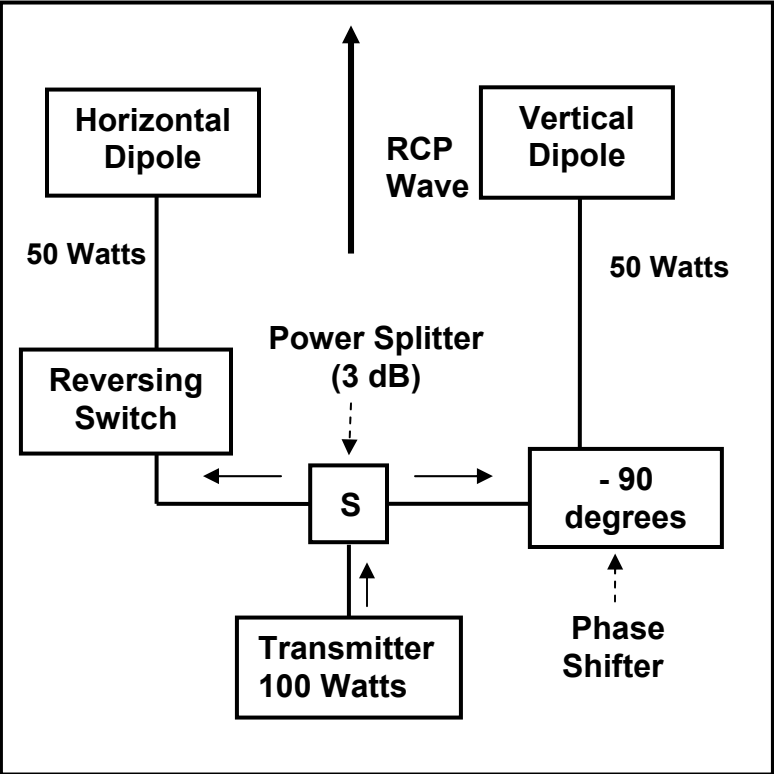 Horizontal
Dipole
RCP
Wave
Vertical
Dipole
50 Watts
50 Watts
Power Splitter
(3 dB)
Reversing
Switch
S
- 90
degrees
Transmitter
100 Watts
Phase
Shifter